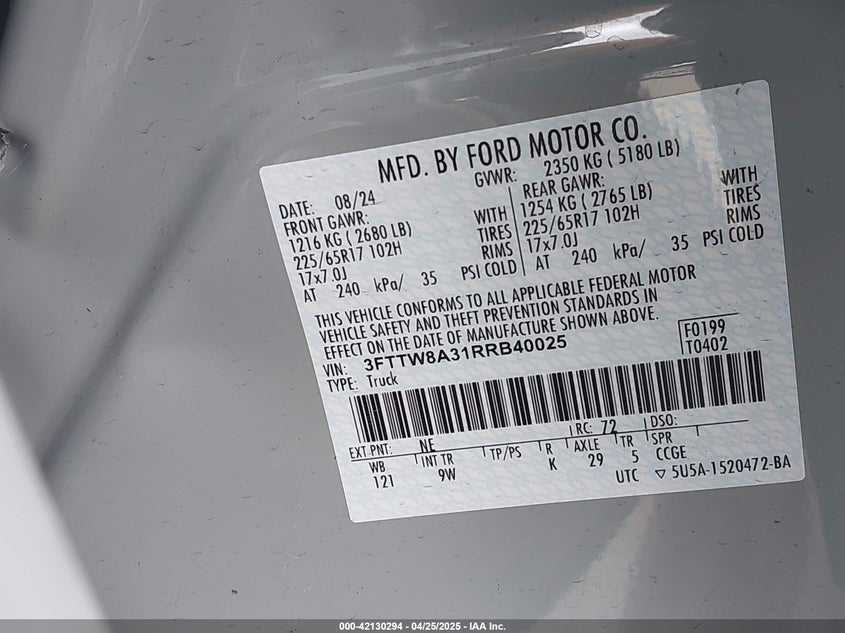 MFD. BY FORD MOTOR CO.
DATE: 08/24 GVWR: 2350 KG ( 5180 LB)
FRONT GAWR: REAR GAWR:
1216 KG ( 2680 LB) WITH 1254 KG ( 2765 LB) WITH
225/65R17 102H TIRES 225/65R17 102H TIRES
17x7.0J RIMS 17x7.0J RIMS
AT 240 kPa/ 35 PSI COLD AT 240 kPa/ 35 PSI COLD
THIS VEHICLE CONFORMS TO ALL APPLICABLE FEDERAL MOTOR
VEHICLE SAFETY AND THEFT PREVENTION STANDARDS IN
EFFECT ON THE DATE OF MANUFACTURE SHOWN ABOVE.
VIN: 3FTTW8A31RRB40025 F0199
TYPE: Truck T0402
EXT PNT: NE RC: 72 DSO:
WB INT TR TP/PS R AXLE TR SPR
121 9W K 29 5 CCGE
UTC ▽ 5U5A-1520472-BA
000-42130294 - 04/25/2025 - IAA Inc.